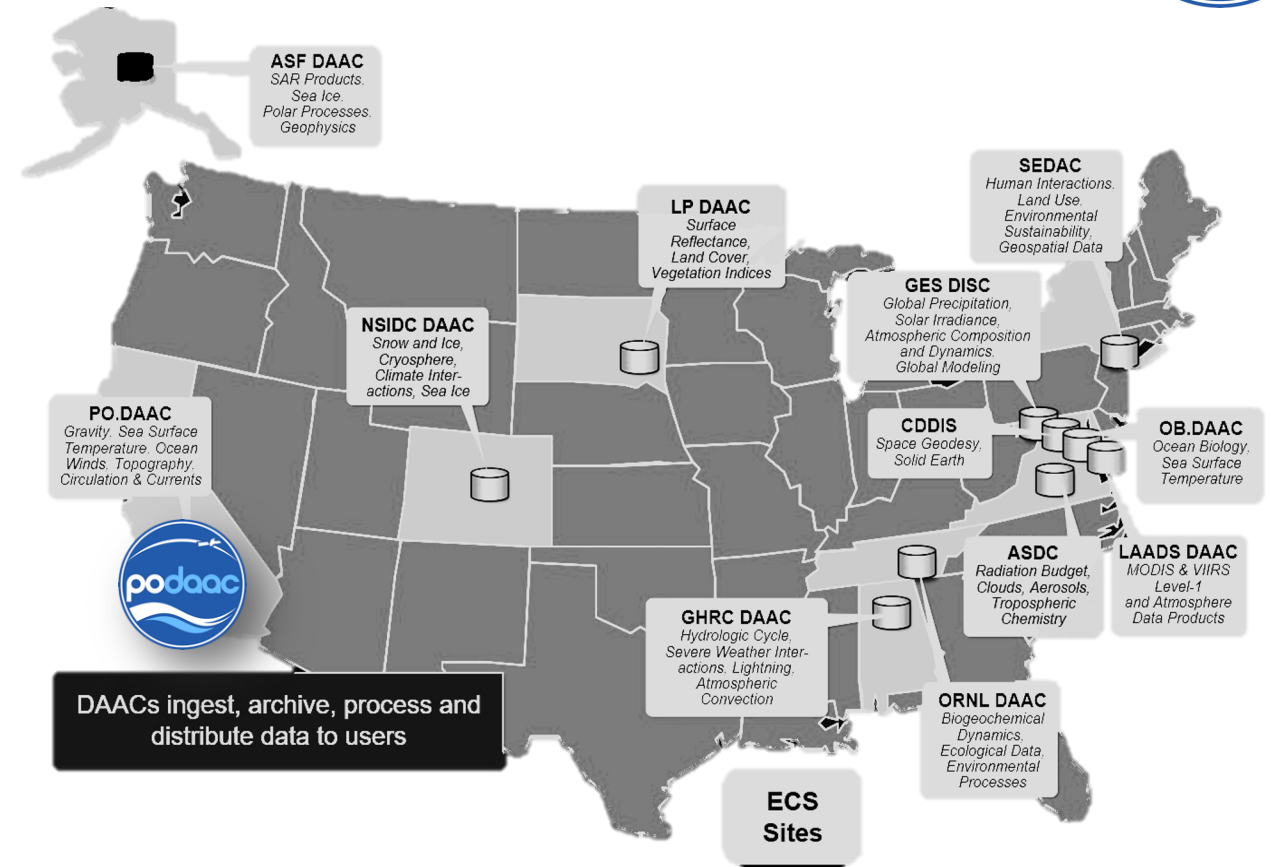 ASF DAAC
SAR Products.
Sea Ice.
Polar Processes.
Geophysics
SEDAC
Human Interactions.
Land Use.
Environmental
Sustainability,
Geospatial Data
LP DAAC
Surface
Reflectance,
Land Cover,
Vegetation Indices
GES DISC
Global Precipitation,
Solar Irradiance,
Atmospheric Composition
and Dynamics.
Global Modeling
NSIDC DAAC
Snow and Ice,
Cryosphere,
Climate Inter-
actions, Sea Ice
PO.DAAC
Gravity. Sea Surface
Temperature. Ocean
Winds. Topography.
Circulation & Currents
CDDIS
Space Geodesy,
Solid Earth
OB.DAAC
Ocean Biology,
Sea Surface
Temperature
podaac
ASDC
Radiation Budget,
Clouds, Aerosols,
Tropospheric
Chemistry
LAADS DAAC
MODIS & VIIRS
Level-1
and Atmosphere
Data Products
GHRC DAAC
Hydrologic Cycle,
Severe Weather Inter-
actions. Lightning.
Atmospheric
Convection
ORNL DAAC
Biogeochemical
Dynamics.
Ecological Data,
Environmental
Processes
DAACs ingest, archive, process and
distribute data to users
ECS
Sites